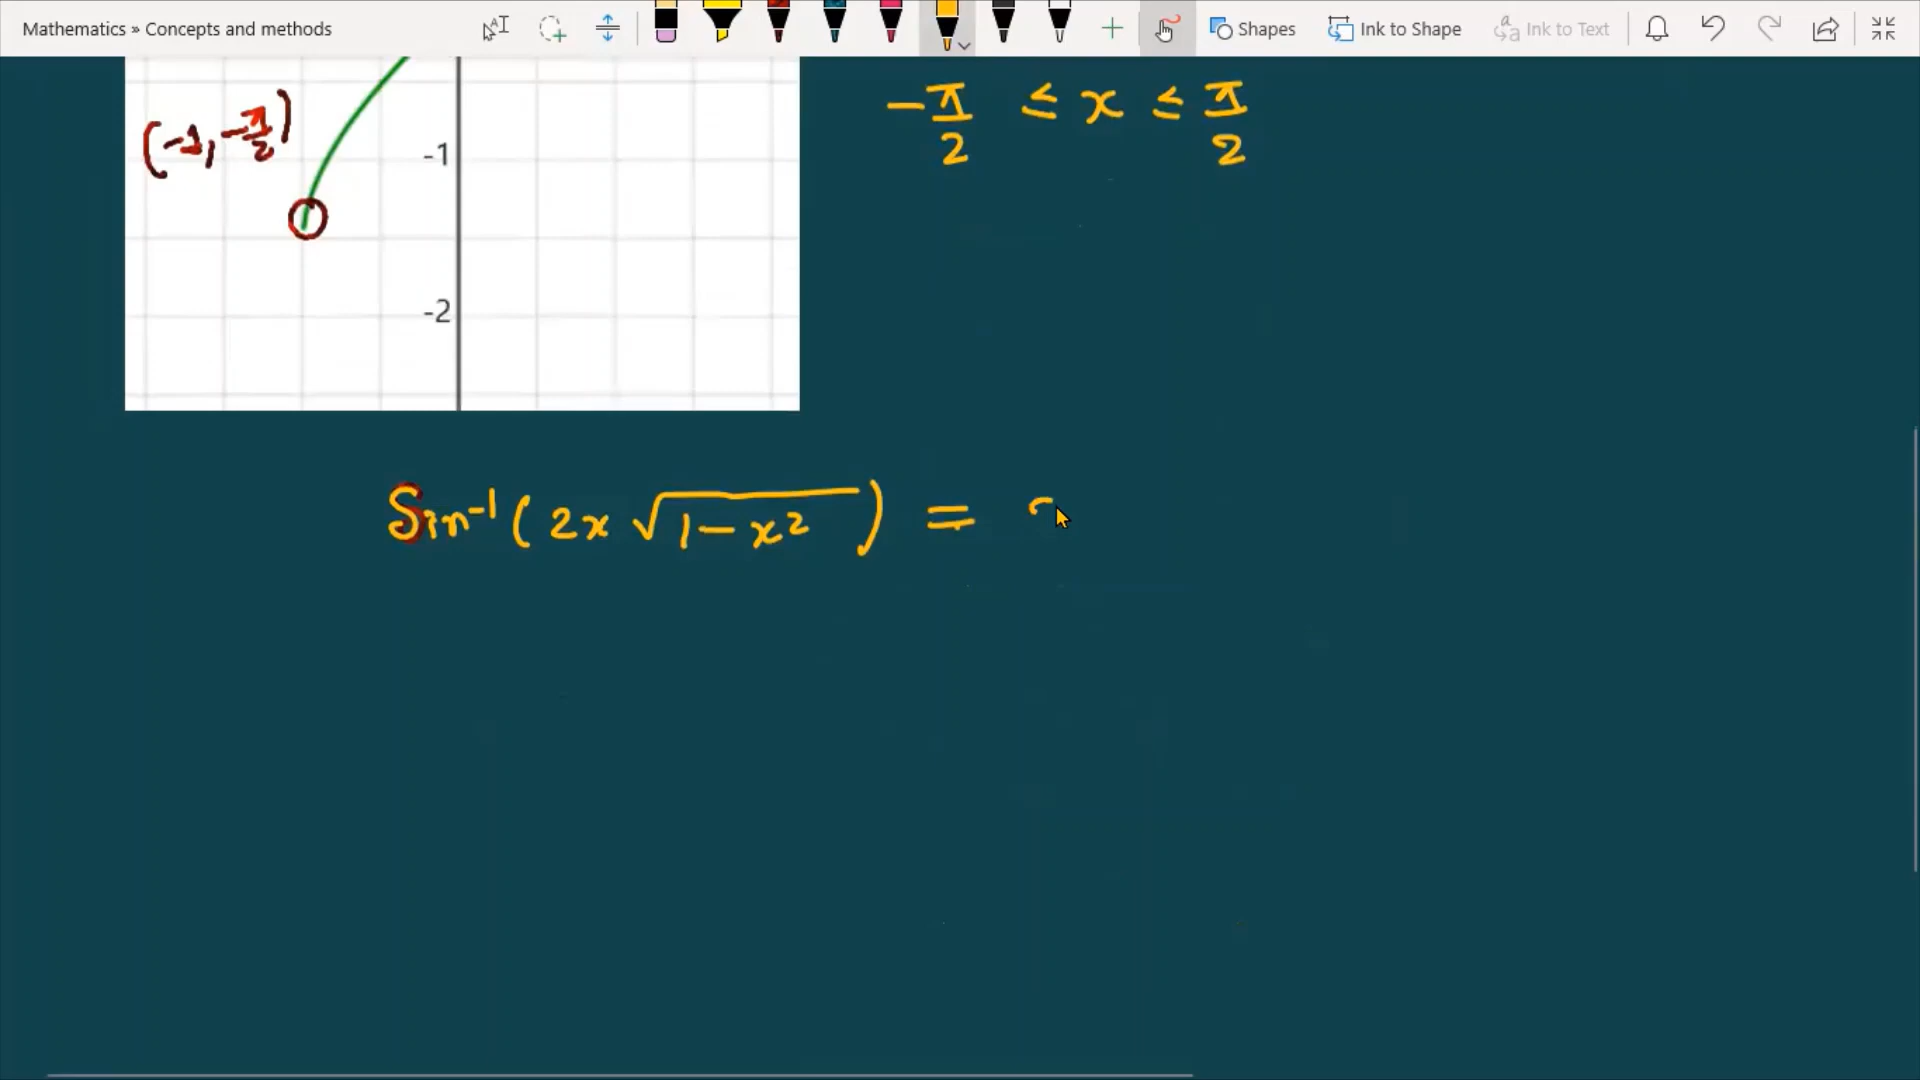 Mathematics » Concepts and methods
Shapes
Ink to Shape
Ink to Text
(-1, -π/2)
-1
-2
-π/2 ≤ x ≤ π/2
Sin⁻¹(2x √(1-x²)) =